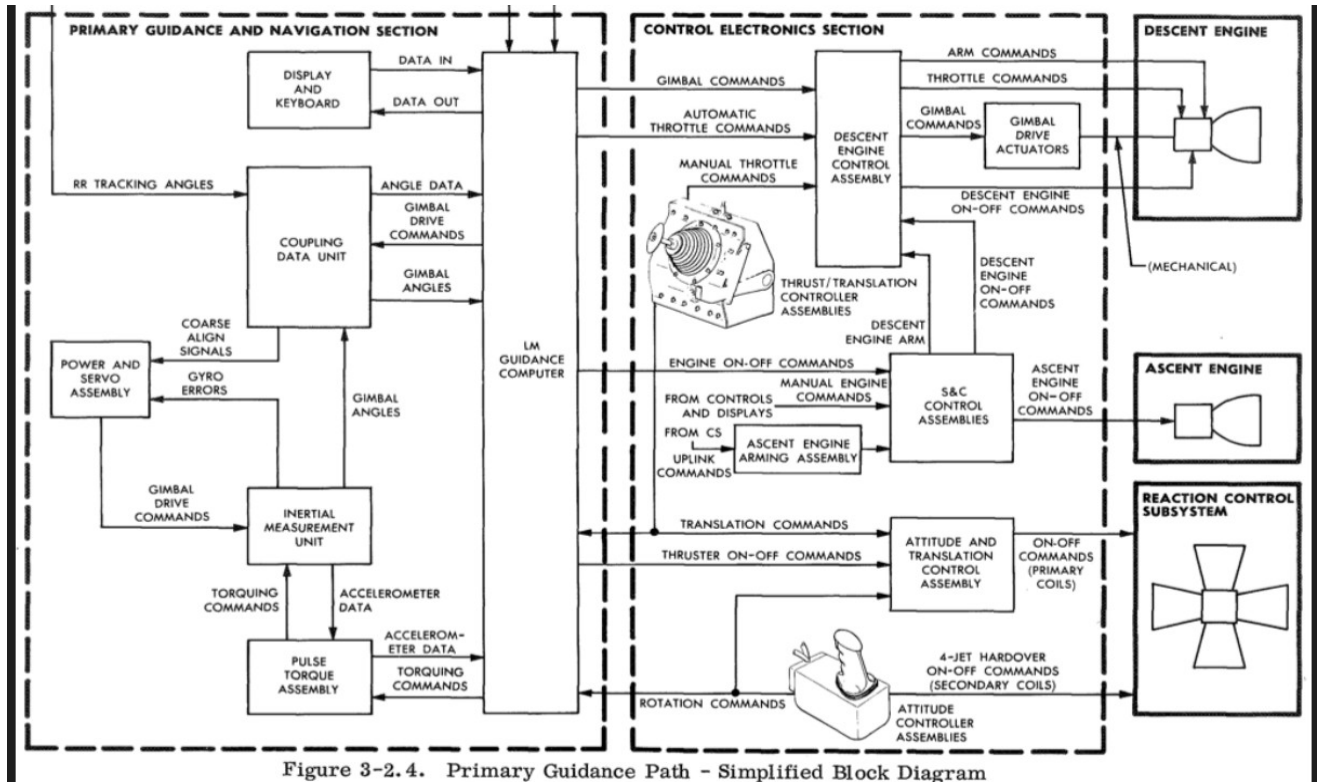 PRIMARY GUIDANCE AND NAVIGATION SECTION
DISPLAY
AND
KEYBOARD
DATA IN
DATA OUT
RR TRACKING ANGLES
COUPLING
DATA UNIT
ANGLE DATA
GIMBAL
DRIVE
COMMANDS
GIMBAL
ANGLES
COARSE
ALIGN
SIGNALS
POWER AND
SERVO
ASSEMBLY
GYRO
ERRORS
GIMBAL
ANGLES
GIMBAL
DRIVE
COMMANDS
INERTIAL
MEASUREMENT
UNIT
TORQUING
COMMANDS
ACCELEROMETER
DATA
PULSE
TORQUE
ASSEMBLY
ACCELEROM-
ETER DATA
TORQUING
COMMANDS
LM
GUIDANCE
COMPUTER
CONTROL ELECTRONICS SECTION
GIMBAL COMMANDS
AUTOMATIC
THROTTLE COMMANDS
MANUAL THROTTLE
COMMANDS
DESCENT
ENGINE
CONTROL
ASSEMBLY
ARM COMMANDS
THROTTLE COMMANDS
GIMBAL
COMMANDS
GIMBAL
DRIVE
ACTUATORS
DESCENT ENGINE
ON-OFF COMMANDS
THRUST/TRANSLATION
CONTROLLER
ASSEMBLIES
DESCENT
ENGINE ARM
DESCENT
ENGINE
ON-OFF
COMMANDS
(MECHANICAL)
ENGINE ON-OFF COMMANDS
MANUAL ENGINE
COMMANDS
FROM CONTROLS
AND DISPLAYS
FROM CS
UPLINK
COMMANDS
ASCENT ENGINE
ARMING ASSEMBLY
S&C
CONTROL
ASSEMBLIES
ASCENT
ENGINE
ON-OFF
COMMANDS
TRANSLATION COMMANDS
THRUSTER ON-OFF COMMANDS
ATTITUDE AND
TRANSLATION
CONTROL
ASSEMBLY
ON-OFF
COMMANDS
(PRIMARY
COILS)
ROTATION COMMANDS
4-JET HARDOVER
ON-OFF COMMANDS
(SECONDARY COILS)
ATTITUDE
CONTROLLER
ASSEMBLIES
DESCENT ENGINE
ASCENT ENGINE
REACTION CONTROL
SUBSYSTEM
Figure 3-2.4. Primary Guidance Path - Simplified Block Diagram